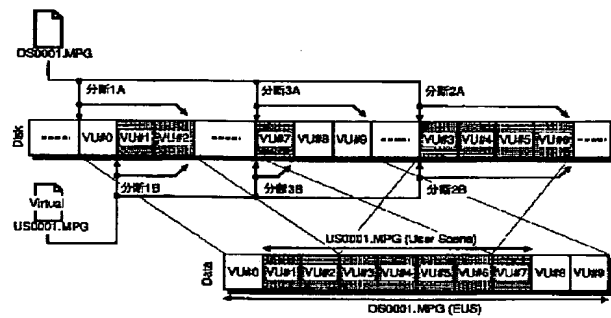 DS0001.MPG
分断1A
分断3A
分断2A
Disk
VU#0 VU#1 VU#2 VU#7 VU#8 VU#9 VU#3 VU#4 VU#5 VU#6
分断1B
分断3B
分断2B
Virtual
US0001.MPG
US0001.MPG (User Scene)
Data
VU#0 VU#1 VU#2 VU#3 VU#4 VU#5 VU#6 VU#7 VU#8 VU#9
DS0001.MPG (EUS)